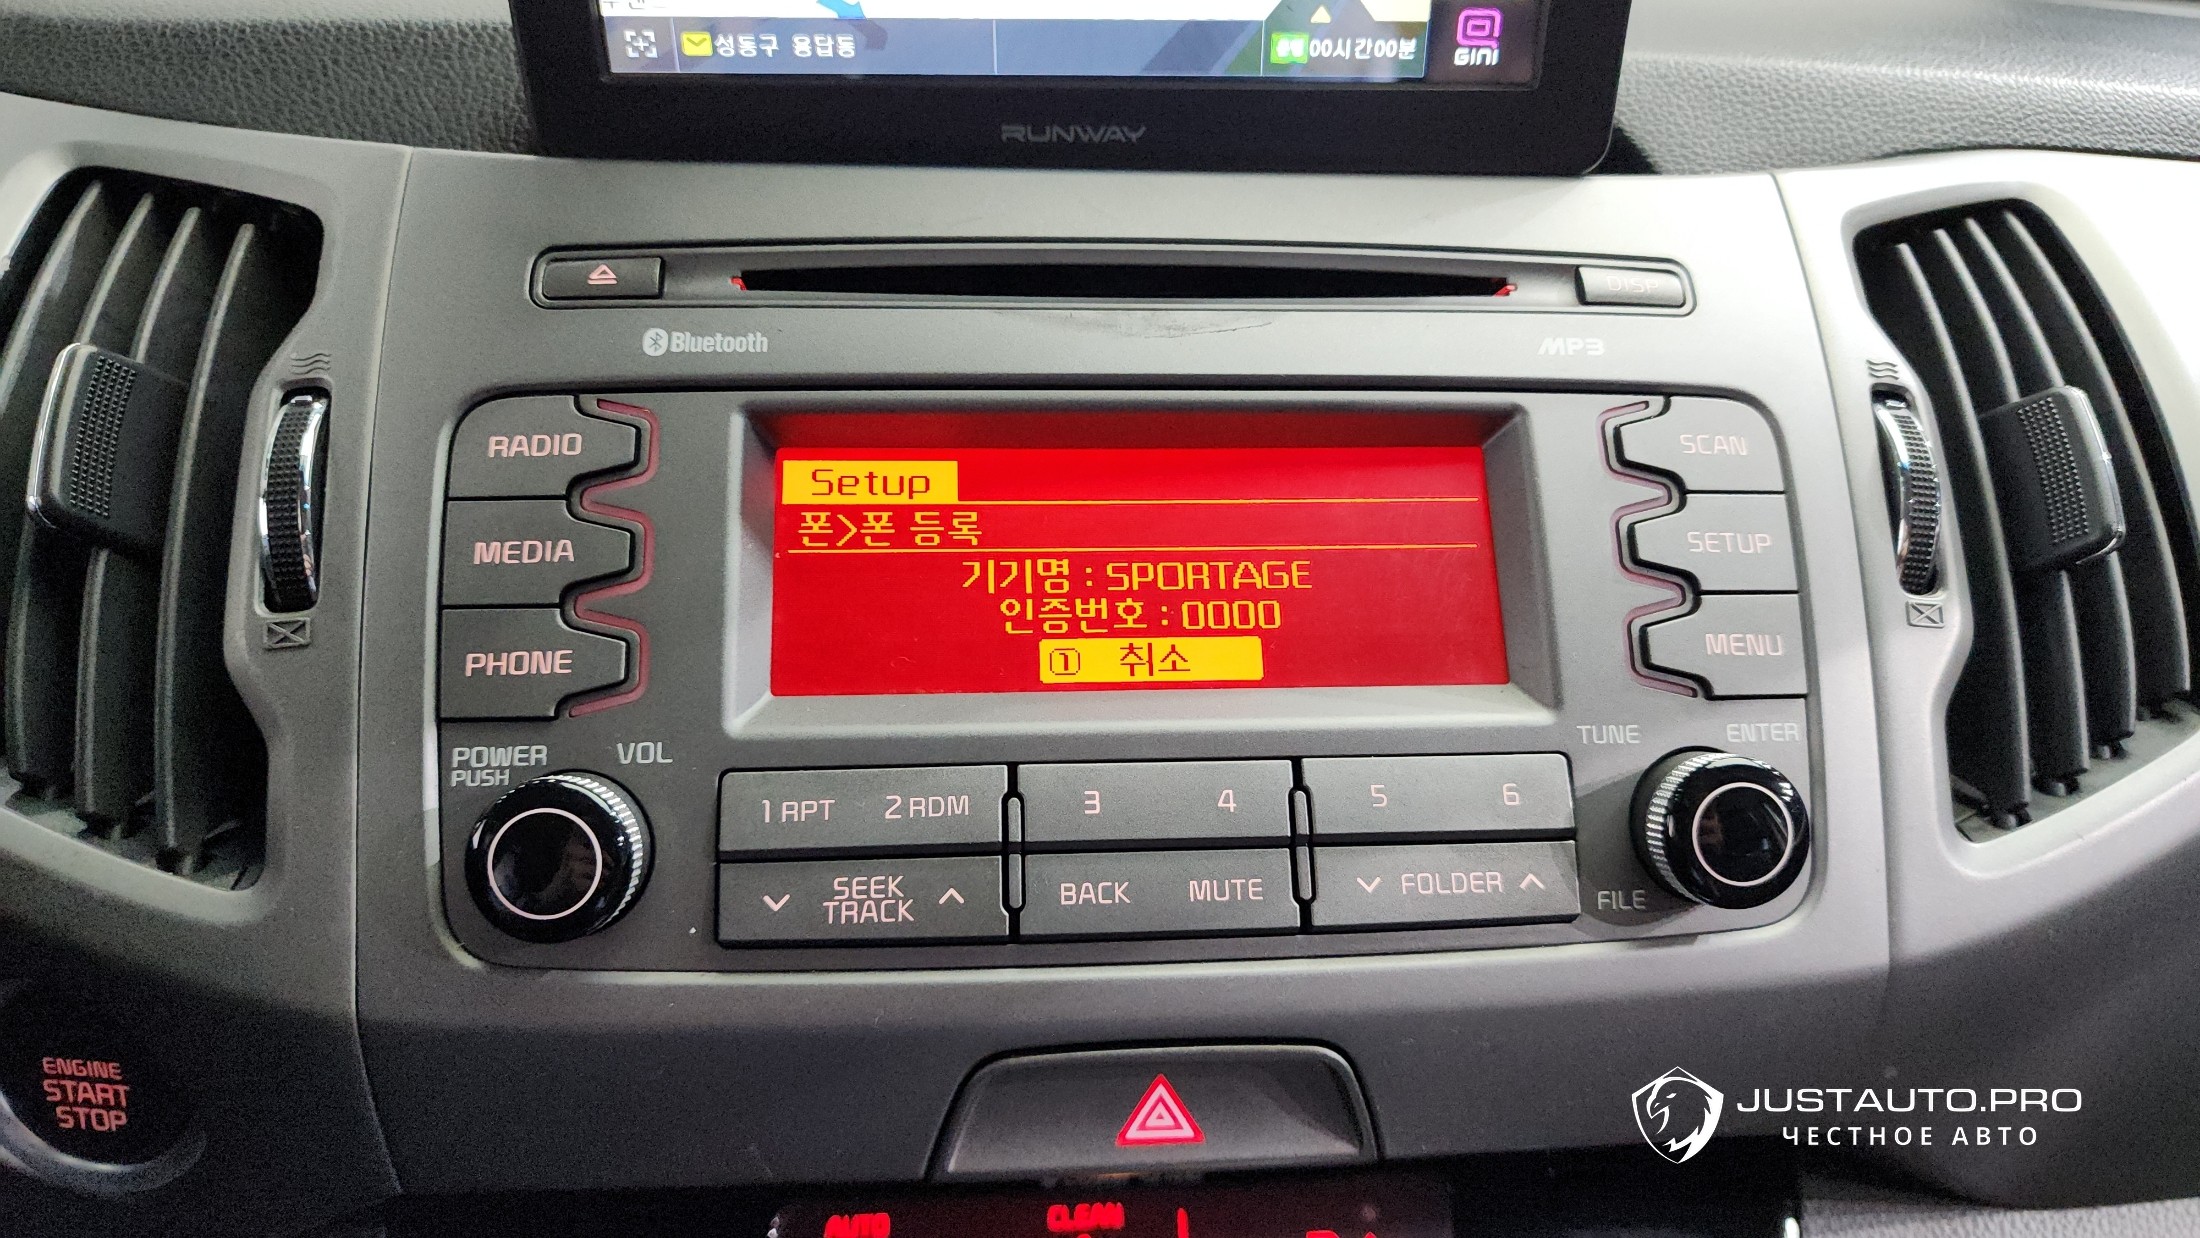 성동구 용답동
00시간00분
GINI
RUNWAY
DISP
Bluetooth
MP3
RADIO
MEDIA
PHONE
SCAN
SETUP
MENU
Setup
폰>폰 등록
기기명 : SPORTAGE
인증번호 : 0000
① 취소
POWER
PUSH
VOL
TUNE
ENTER
FILE
1 RPT 2 RDM 3 4 5 6
SEEK
TRACK
BACK MUTE
FOLDER
ENGINE
START
STOP
JUSTAUTO.PRO
ЧЕСТНОЕ АВТО
AUTO
CLEAN